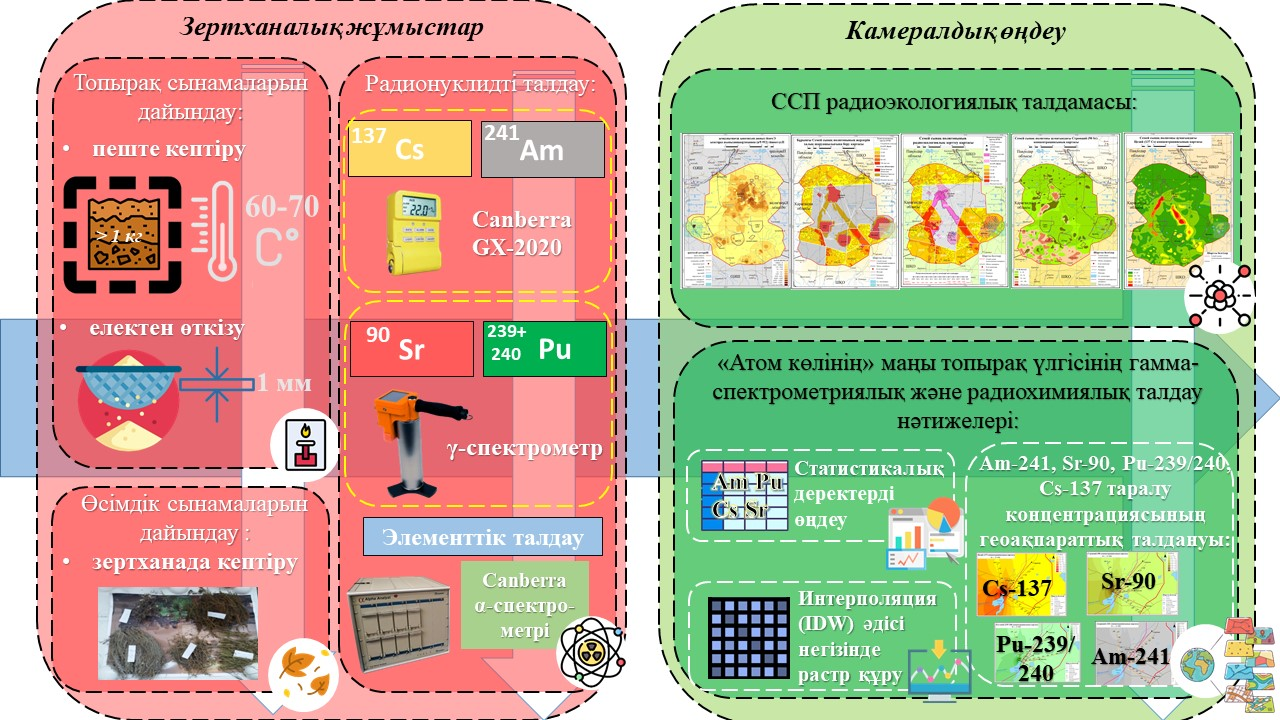 Зертханалық жұмыстар
Топырақ сынамаларын
дайындау:
• пеште кептіру
> 1 кг
60-70
C°
• електен өткізу
1 мм
Өсімдік сынамаларын
дайындау :
• зертханада кептіру
Радионуклидті талдау:
137 Cs
241 Am
22.0
Canberra
GX-2020
90 Sr
239+
240 Pu
γ-спектрометр
Элементтік талдау
Canberra
α-спектро-
метрі
Камералдық өңдеу
ССП радиоэкологиялық талдамасы:
«Атом көлінің» маңы топырақ үлгісінің гамма-
спектрометриялық және радиохимиялық талдау
нәтижелері:
Am Pu
Cs Sr
Статистикалық
деректерді
өңдеу
Интерполяция
(IDW) әдісі
негізінде
растр құру
Am-241, Sr-90, Pu-239/240,
Cs-137 таралу
концентрациясының
геоақпараттық талдануы:
Cs-137
Sr-90
Pu-239/
240
Am-241